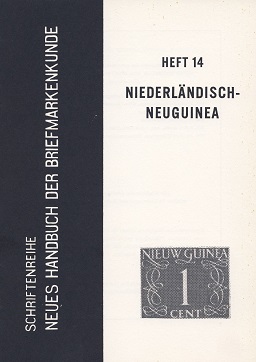 HEFT 14
NIEDERLÄNDISCH-
NEUGUINEA
SCHRIFTENREIHE
NEUES HANDBUCH DER BRIEFMARKENKUNDE
NIEUW GUINEA
1
CENT